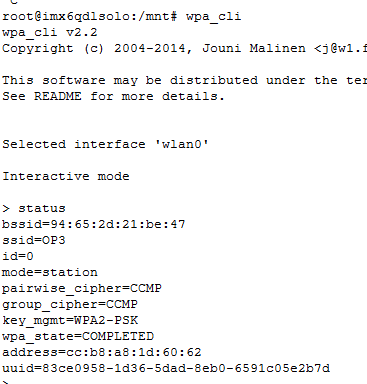 root@imx6qdlsolo:/mnt# wpa_cli
wpa_cli v2.2
Copyright (c) 2004-2014, Jouni Malinen <j@w1.f
This software may be distributed under the ter
See README for more details.
Selected interface 'wlan0'
Interactive mode
> status
bssid=94:65:2d:21:be:47
ssid=OP3
id=0
mode=station
pairwise_cipher=CCMP
group_cipher=CCMP
key_mgmt=WPA2-PSK
wpa_state=COMPLETED
address=cc:b8:a8:1d:60:62
uuid=83ce0958-1d36-5dad-8eb0-6591c05e2b7d
>